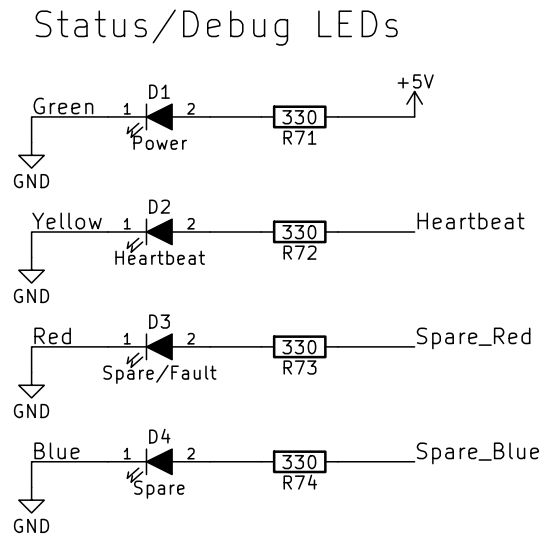 Status/Debug LEDs
+5V
D1
Green 1 2 330
R71
Power
GND
D2
Yellow 1 2 330 Heartbeat
R72
Heartbeat
GND
D3
Red 1 2 330 Spare_Red
R73
Spare/Fault
GND
D4
Blue 1 2 330 Spare_Blue
R74
Spare
GND